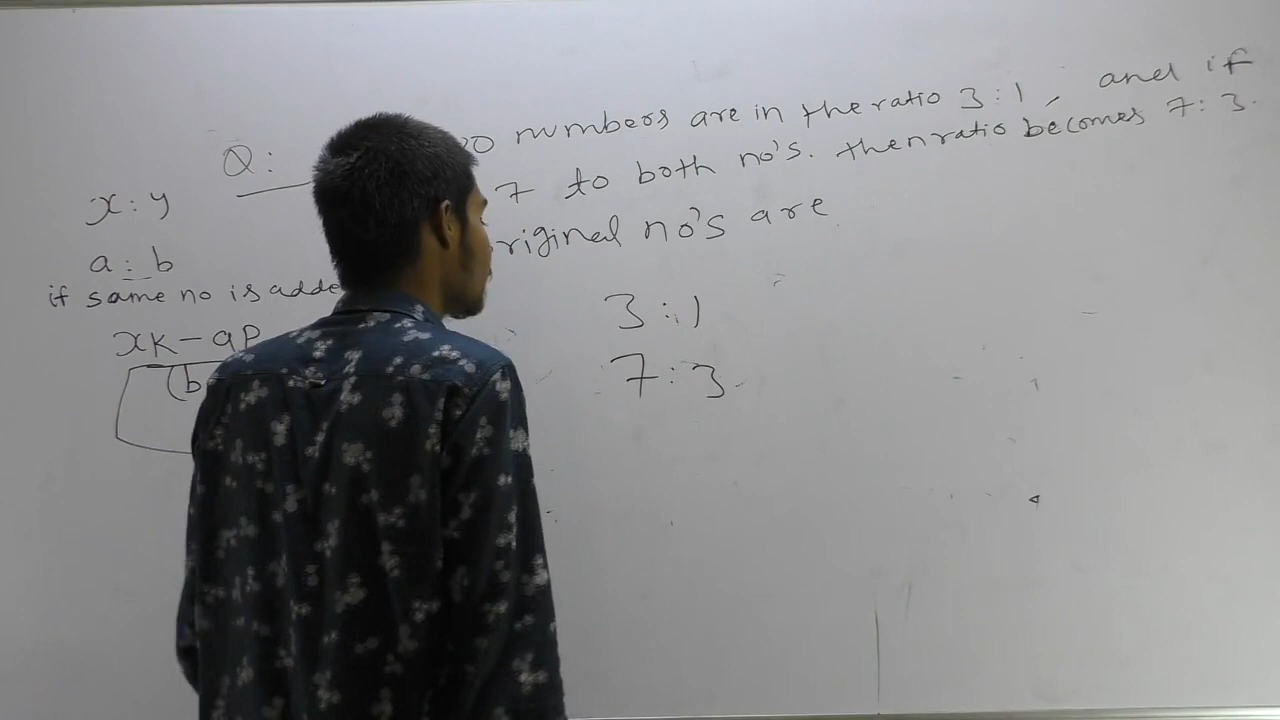 Q: numbers are in the ratio 3:1, and if
7 to both no's. then ratio becomes 7:3.
x:y
riginal no's are
a:b
if same no is adde
3:1
xK-ap
7:3
(b